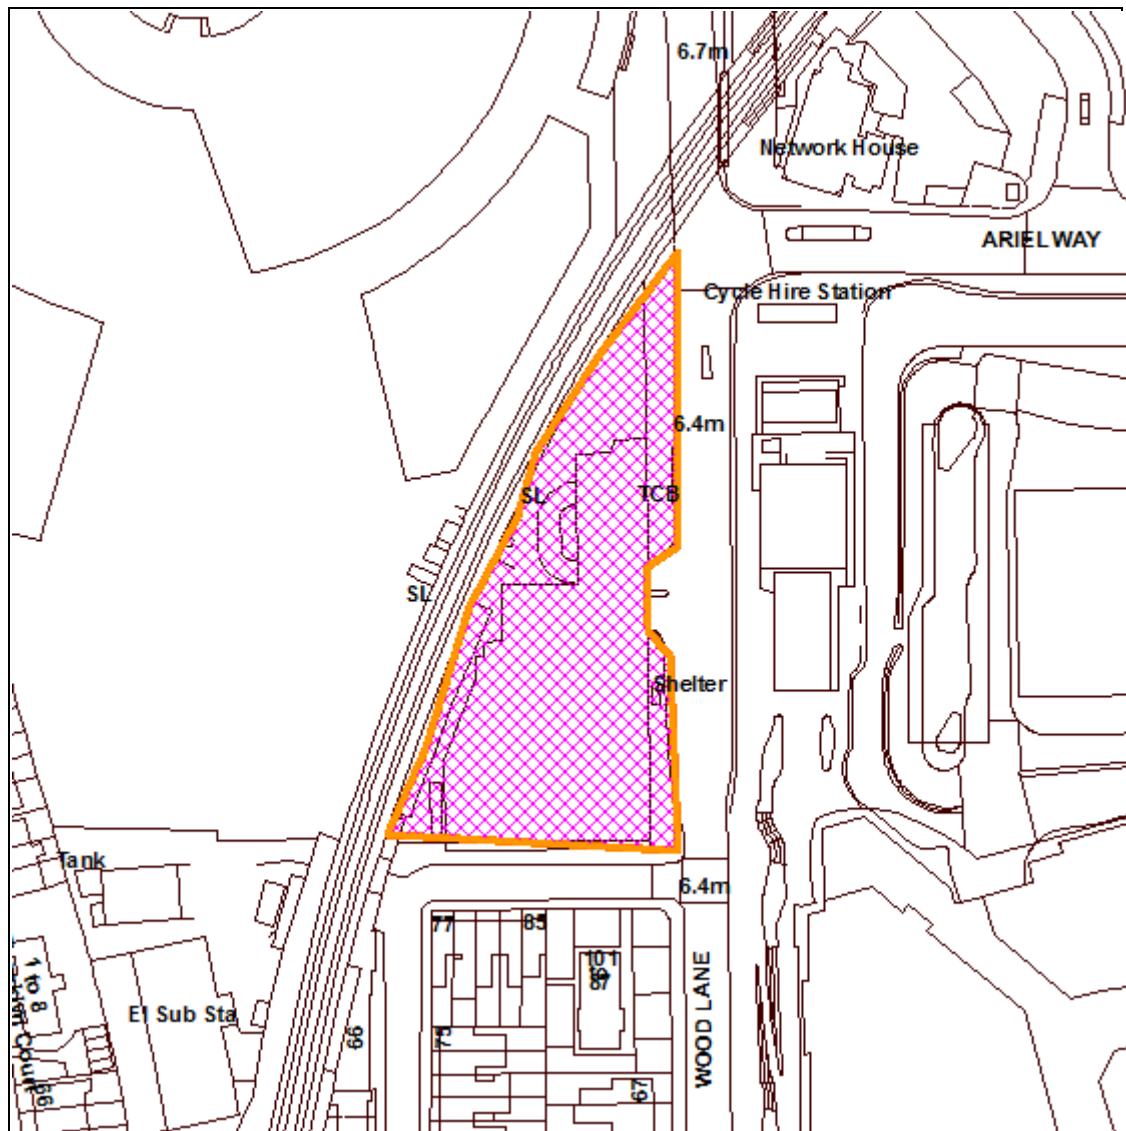 6.7m
Network House
ARIEL WAY
Cycle Hire Station
6.4m
SL
TCB
SL
Shelter
Tank
6.4m
77
85
101
87
1 to 8
El Sub Sta
WOOD LANE
66
75
67
66